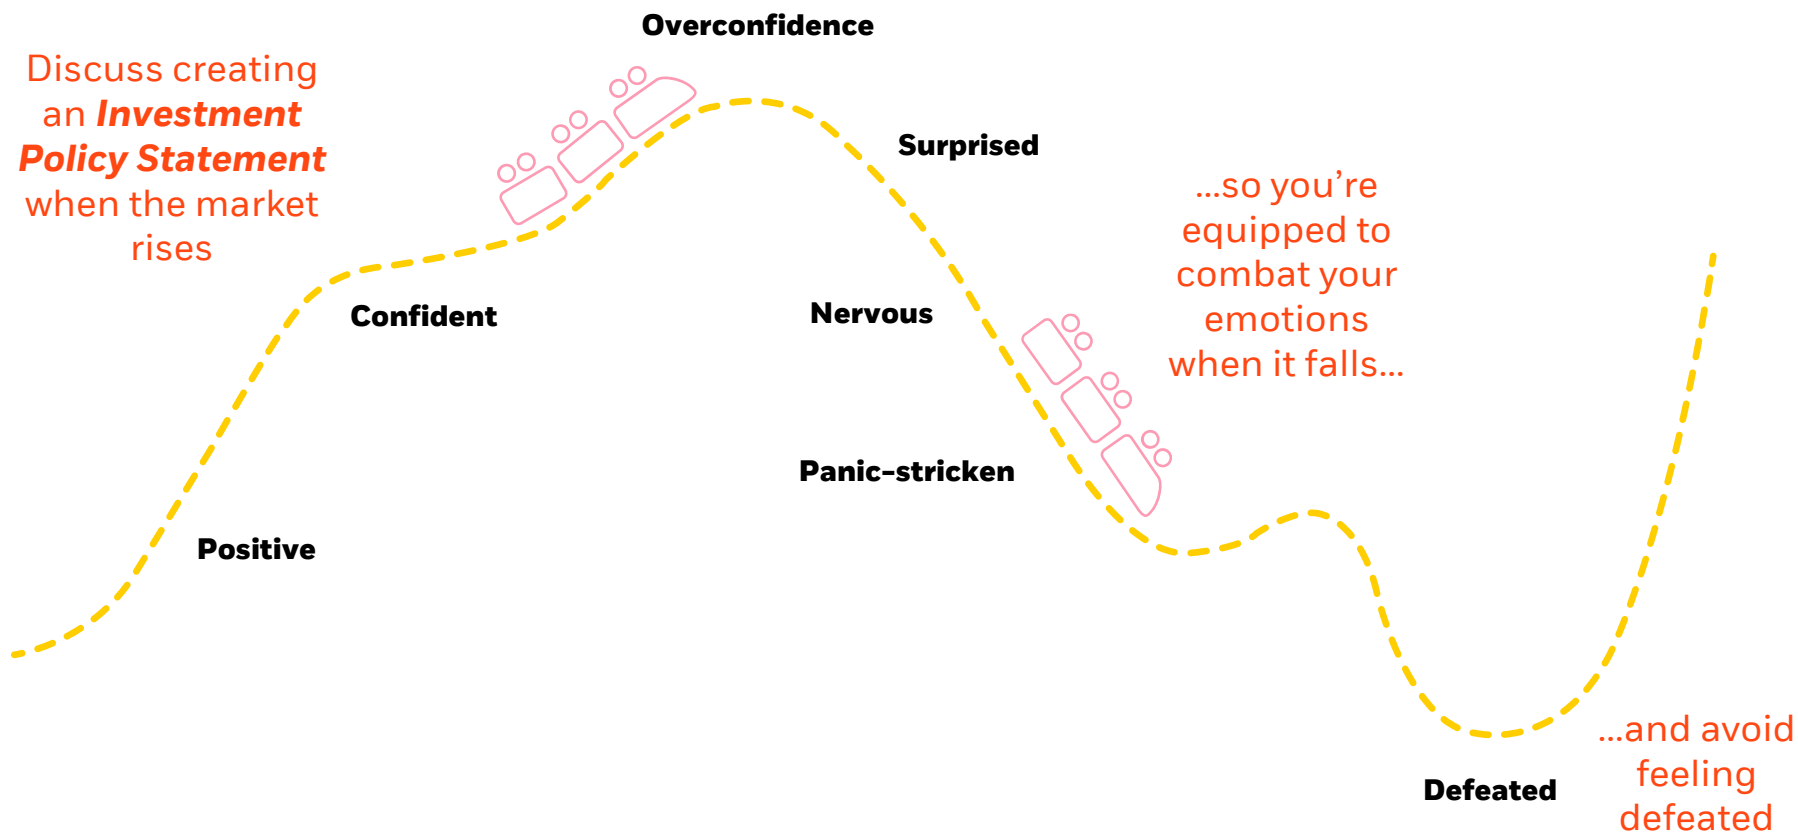 Overconfidence
Discuss creating
an Investment
Policy Statement
when the market
rises
Surprised
...so you’re
equipped to
combat your
emotions
when it falls...
Confident
Nervous
Panic-stricken
Positive
...and avoid
feeling
defeated
Defeated